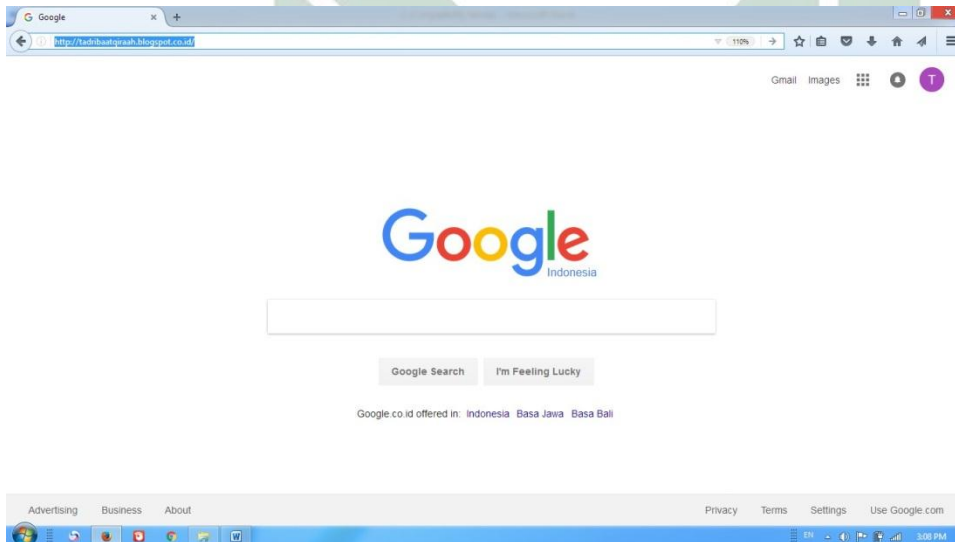 Google
http://tadribaatqiraah.blogspot.co.id/
110%
Gmail Images
T
Google
Indonesia
Google Search I'm Feeling Lucky
Google.co.id offered in: Indonesia Basa Jawa Basa Bali
Advertising Business About Privacy Terms Settings Use Google.com
EN 3:08 PM